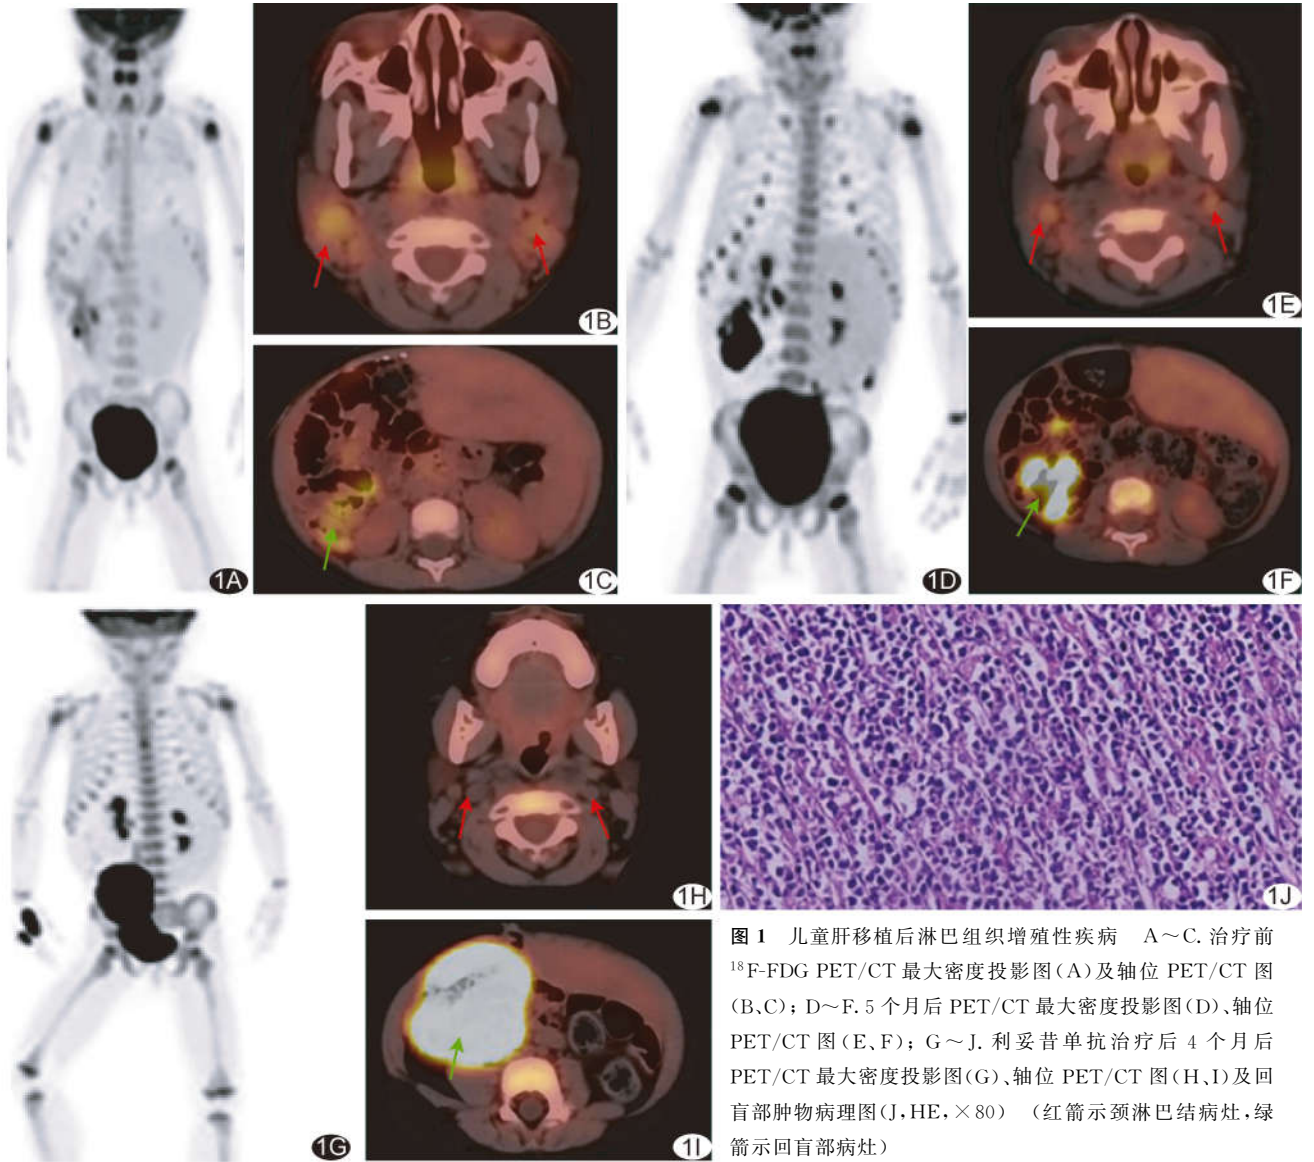 1A
1B
1C
1D
1E
1F
1G
1H
1I
1J
图 1 儿童肝移植后淋巴组织增殖性疾病 A～C. 治疗前
¹⁸F-FDG PET/CT 最大密度投影图(A)及轴位 PET/CT 图
(B、C)；D～F. 5 个月后 PET/CT 最大密度投影图(D)、轴位
PET/CT 图(E、F)；G～J. 利妥昔单抗治疗后 4 个月后
PET/CT 最大密度投影图(G)、轴位 PET/CT 图(H、I)及回
盲部肿物病理图(J，HE，×80) (红箭示颈淋巴结病灶，绿
箭示回盲部病灶)